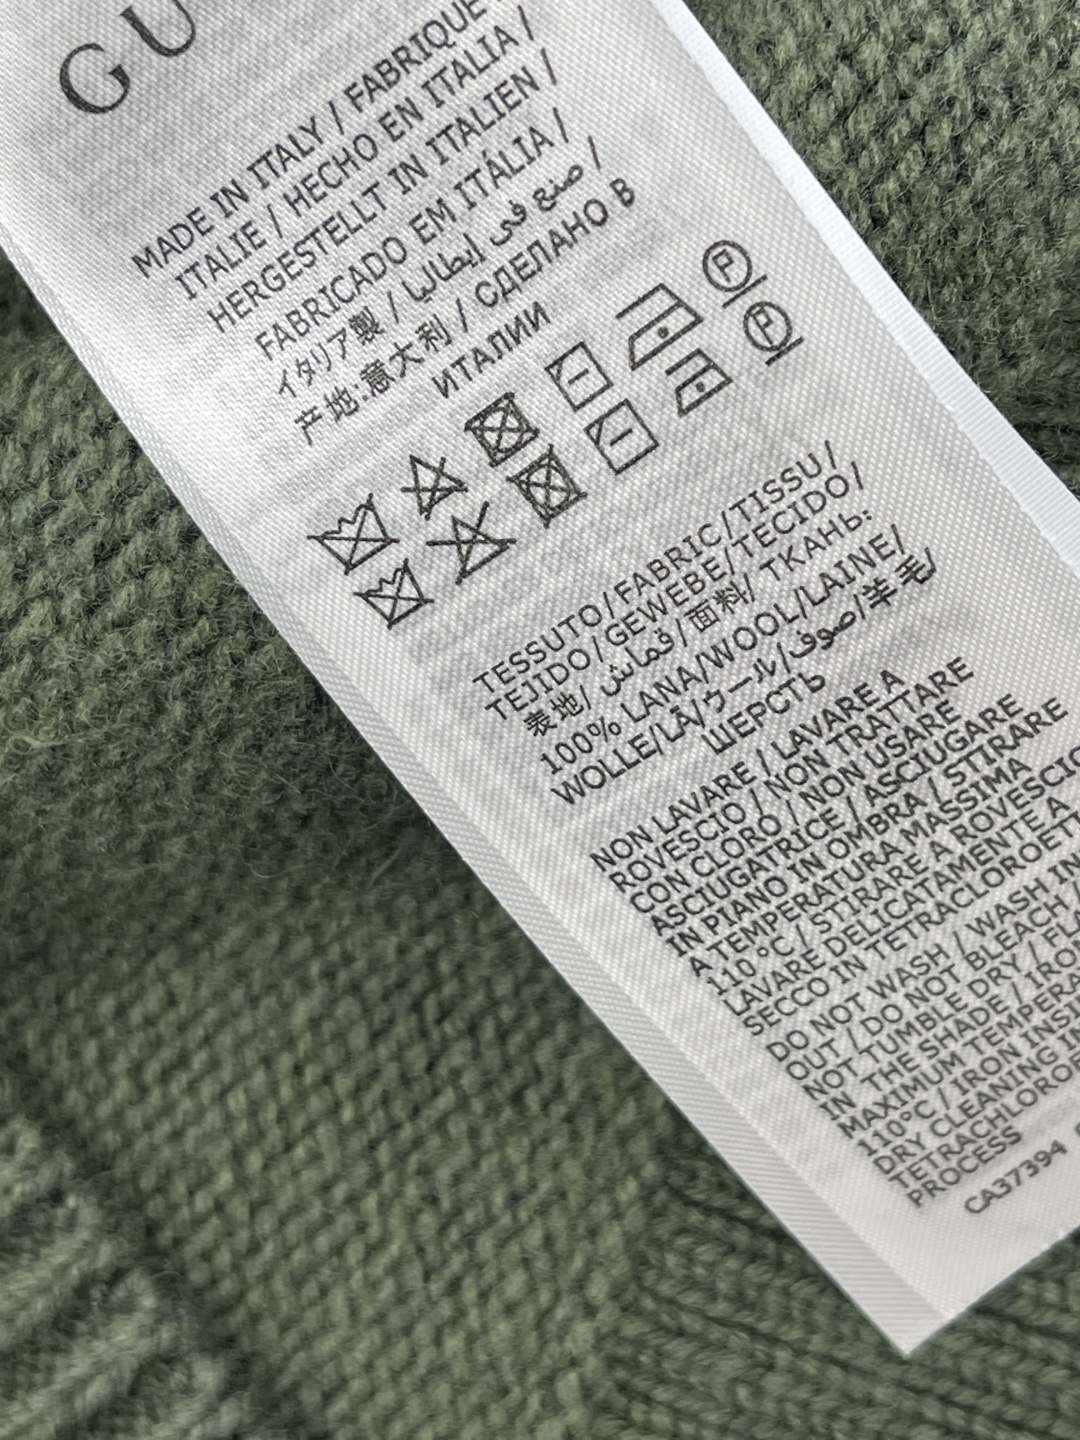 GU
MADE IN ITALY / FABRIQUÉ
ITALIE / HECHO EN ITALIA /
HERGESTELLT IN ITALIEN /
FABRICADO EM ITÁLIA /
イタリア製 / صنع في إيطاليا /
产地:意大利 / СДЕЛАНО В
ИТАЛИИ
P
P
TESSUTO/FABRIC/TISSU/
TEJIDO/GEWEBE/TECIDO/
表地/ قماش/面料/ ТКАНЬ:
100% LANA/WOOL/LAINE/
WOLLE/LÃ/ウール/صوف/羊毛/
ШЕРСТЬ
NON LAVARE / LAVARE A
ROVESCIO / NON TRATTARE
CON CLORO / NON USARE
ASCIUGATRICE / ASCIUGARE
IN PIANO IN OMBRA / STIRARE
A TEMPERATURA MASSIMA
110 °C / STIRARE A ROVESCIO
LAVARE DELICATAMENTE A
SECCO IN TETRACLOROETI
DO NOT WASH / WASH IN
OUT / DO NOT BLEACH /
NOT TUMBLE DRY / FLA
IN THE SHADE / IRON
MAXIMUM TEMPERA
110°C / IRON INSI
DRY CLEANING IN
TETRACHLOROE
PROCESS
CA37394